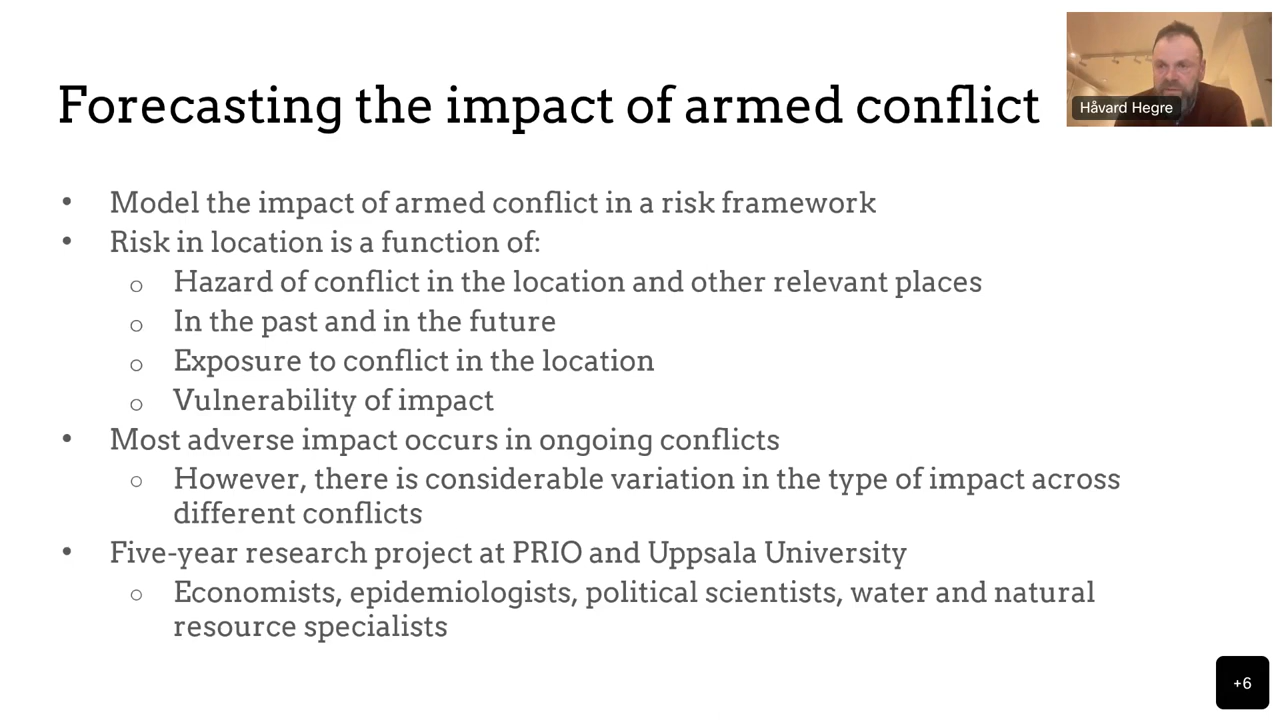 Forecasting the impact of armed conflict
Håvard Hegre
• Model the impact of armed conflict in a risk framework
• Risk in location is a function of:
○ Hazard of conflict in the location and other relevant places
○ In the past and in the future
○ Exposure to conflict in the location
○ Vulnerability of impact
• Most adverse impact occurs in ongoing conflicts
○ However, there is considerable variation in the type of impact across
different conflicts
• Five-year research project at PRIO and Uppsala University
○ Economists, epidemiologists, political scientists, water and natural
resource specialists
+6